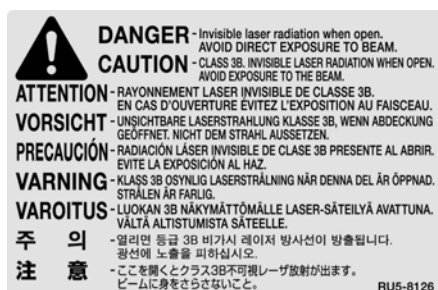 DANGER - Invisible laser radiation when open.
AVOID DIRECT EXPOSURE TO BEAM.
CAUTION - CLASS 3B. INVISIBLE LASER RADIATION WHEN OPEN.
AVOID EXPOSURE TO THE BEAM.
ATTENTION - RAYONNEMENT LASER INVISIBLE DE CLASSE 3B.
EN CAS D'OUVERTURE ÉVITEZ L'EXPOSITION AU FAISCEAU.
VORSICHT - UNSICHTBARE LASERSTRAHLUNG KLASSE 3B, WENN ABDECKUNG
GEÖFFNET. NICHT DEM STRAHL AUSSETZEN.
PRECAUCIÓN - RADIACIÓN LÁSER INVISIBLE DE CLASE 3B PRESENTE AL ABRIR.
EVITE LA EXPOSICIÓN AL HAZ.
VARNING - KLASS 3B OSYNLIG LASERSTRÅLNING NÄR DENNA DEL ÄR ÖPPNAD.
STRÅLEN ÄR FARLIG.
VAROITUS - LUOKAN 3B NÄKYMÄTTÖMÄLLE LASER-SÄTEILYÄ AVATTUNA.
VÄLTÄ ALTISTUMISTA SÄTEELLE.
주 의 - 열리면 등급 3B 비가시 레이저 방사선이 방출됩니다.
광선에 노출을 피하십시오.
注 意 - ここを開くとクラス3B不可視レーザ放射が出ます。
ビームに身をさらさないこと。
RU5-8126